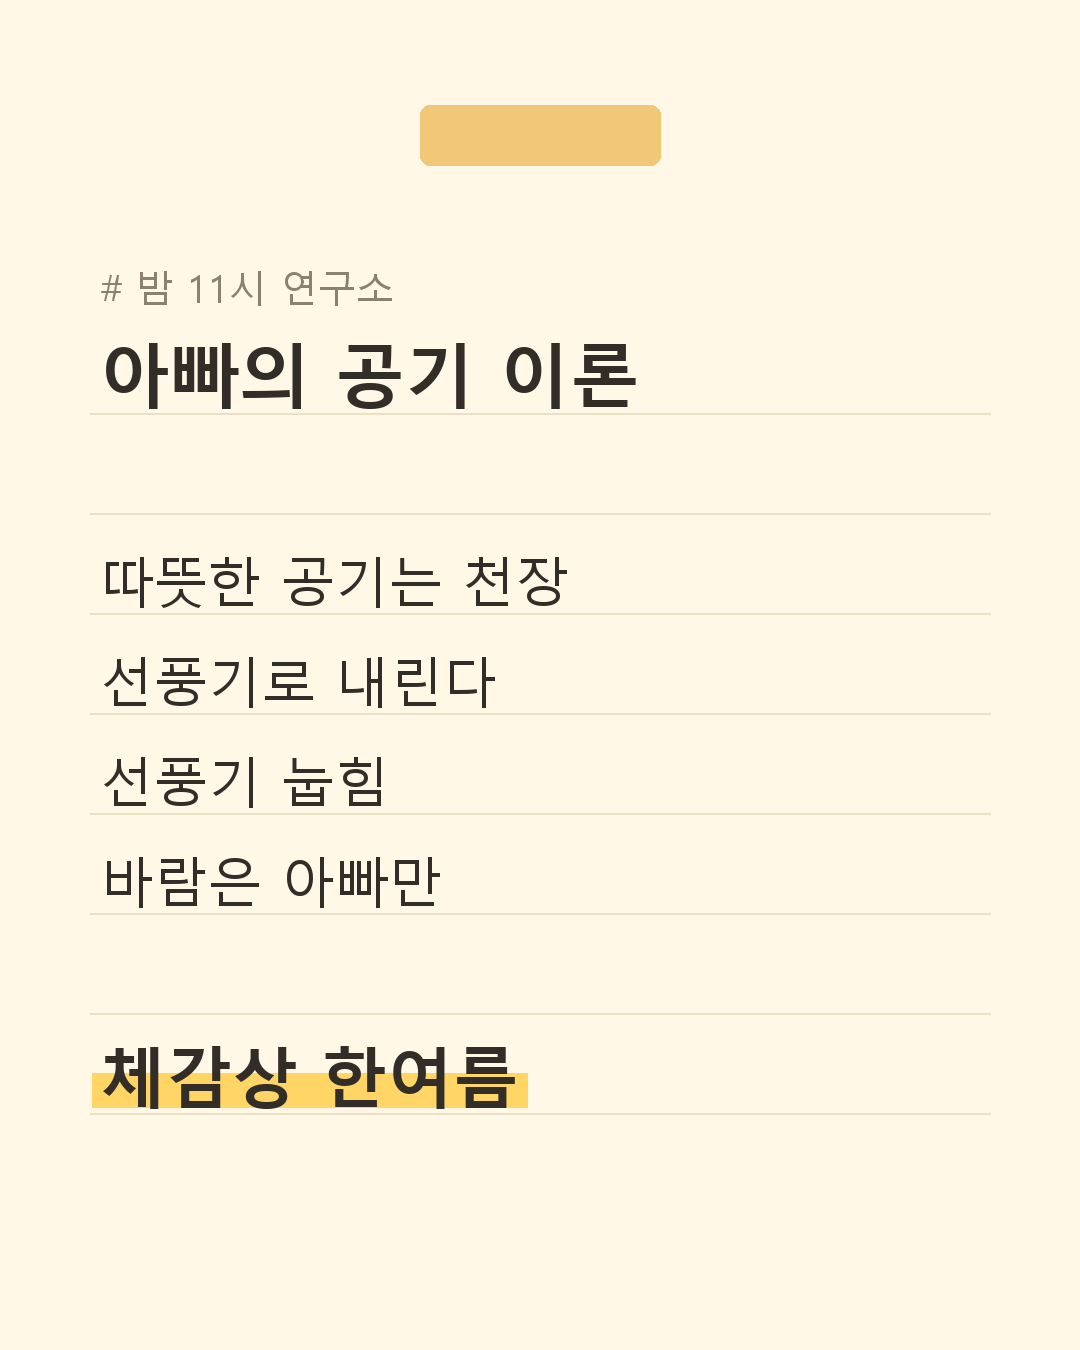 # 밤 11시 연구소
아빠의 공기 이론
따뜻한 공기는 천장
선풍기로 내린다
선풍기 눕힘
바람은 아빠만
체감상 한여름